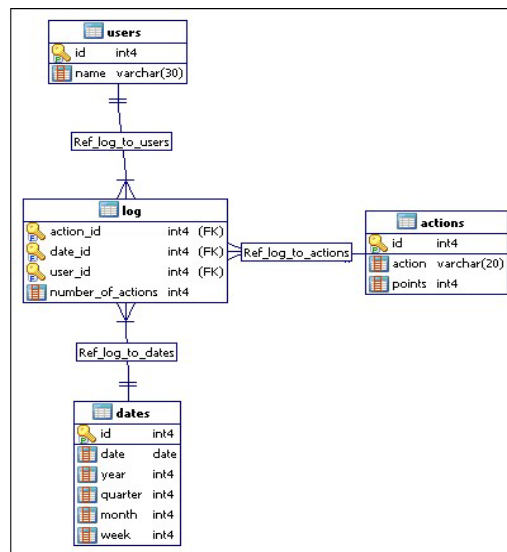 users
id int4
name varchar(30)
Ref_log_to_users
log
action_id int4 (FK)
date_id int4 (FK)
user_id int4 (FK)
number_of_actions int4
Ref_log_to_actions
actions
id int4
action varchar(20)
points int4
Ref_log_to_dates
dates
id int4
date date
year int4
quarter int4
month int4
week int4